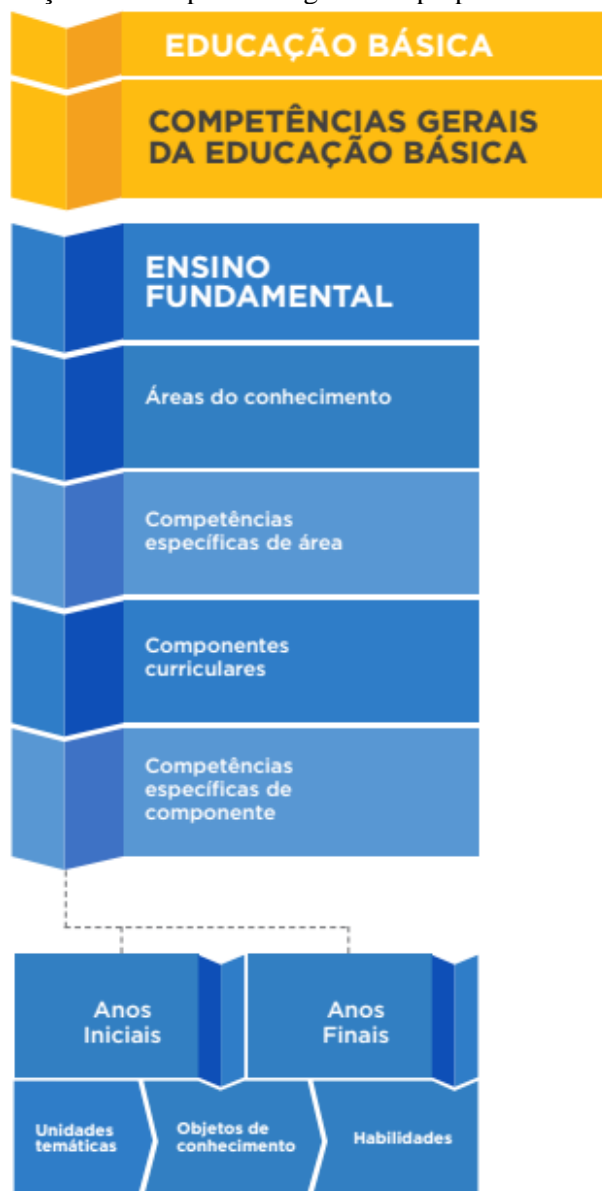 EDUCAÇÃO BÁSICA
COMPETÊNCIAS GERAIS
DA EDUCAÇÃO BÁSICA
ENSINO
FUNDAMENTAL
Áreas do conhecimento
Competências
específicas de área
Componentes
curriculares
Competências
específicas de
componente
Anos
Iniciais
Anos
Finais
Unidades
temáticas
Objetos de
conhecimento
Habilidades